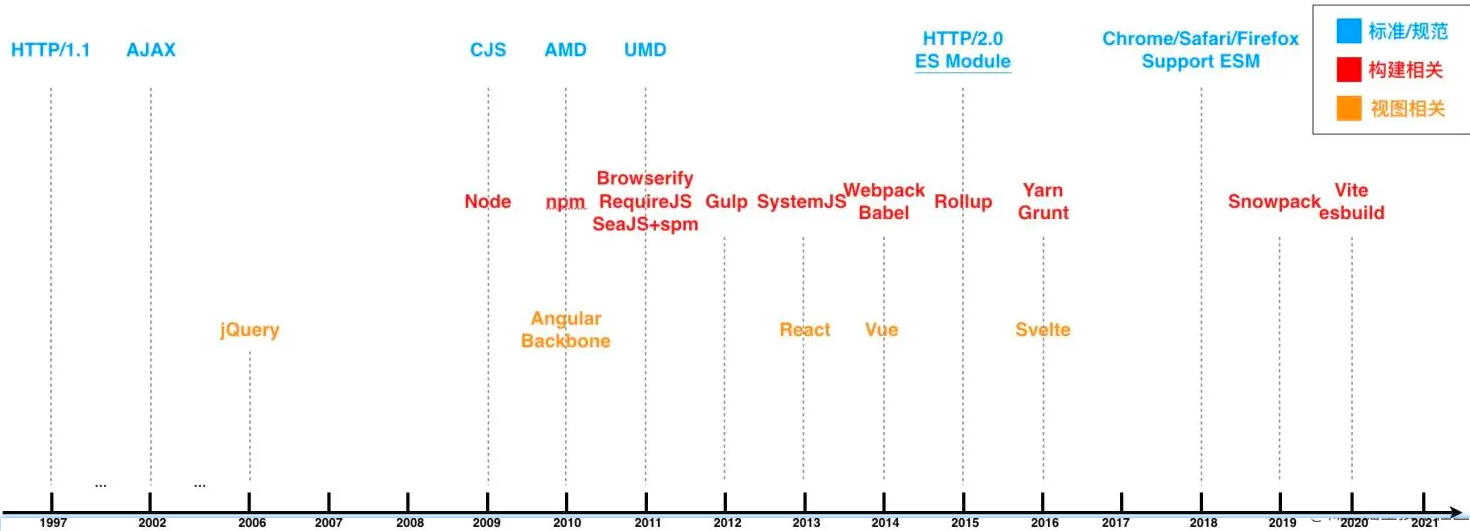 HTTP/1.1
AJAX
CJS
AMD
UMD
HTTP/2.0
ES Module
Chrome/Safari/Firefox
Support ESM
标准/规范
构建相关
视图相关
Node
npm
Browserify
RequireJS
SeaJS+spm
Gulp
SystemJS
Webpack
Babel
Rollup
Yarn
Grunt
Snowpack
Vite
esbuild
jQuery
Angular
Backbone
React
Vue
Svelte
... ...
1997 2002 2006 2007 2008 2009 2010 2011 2012 2013 2014 2015 2016 2017 2018 2019 2020 2021